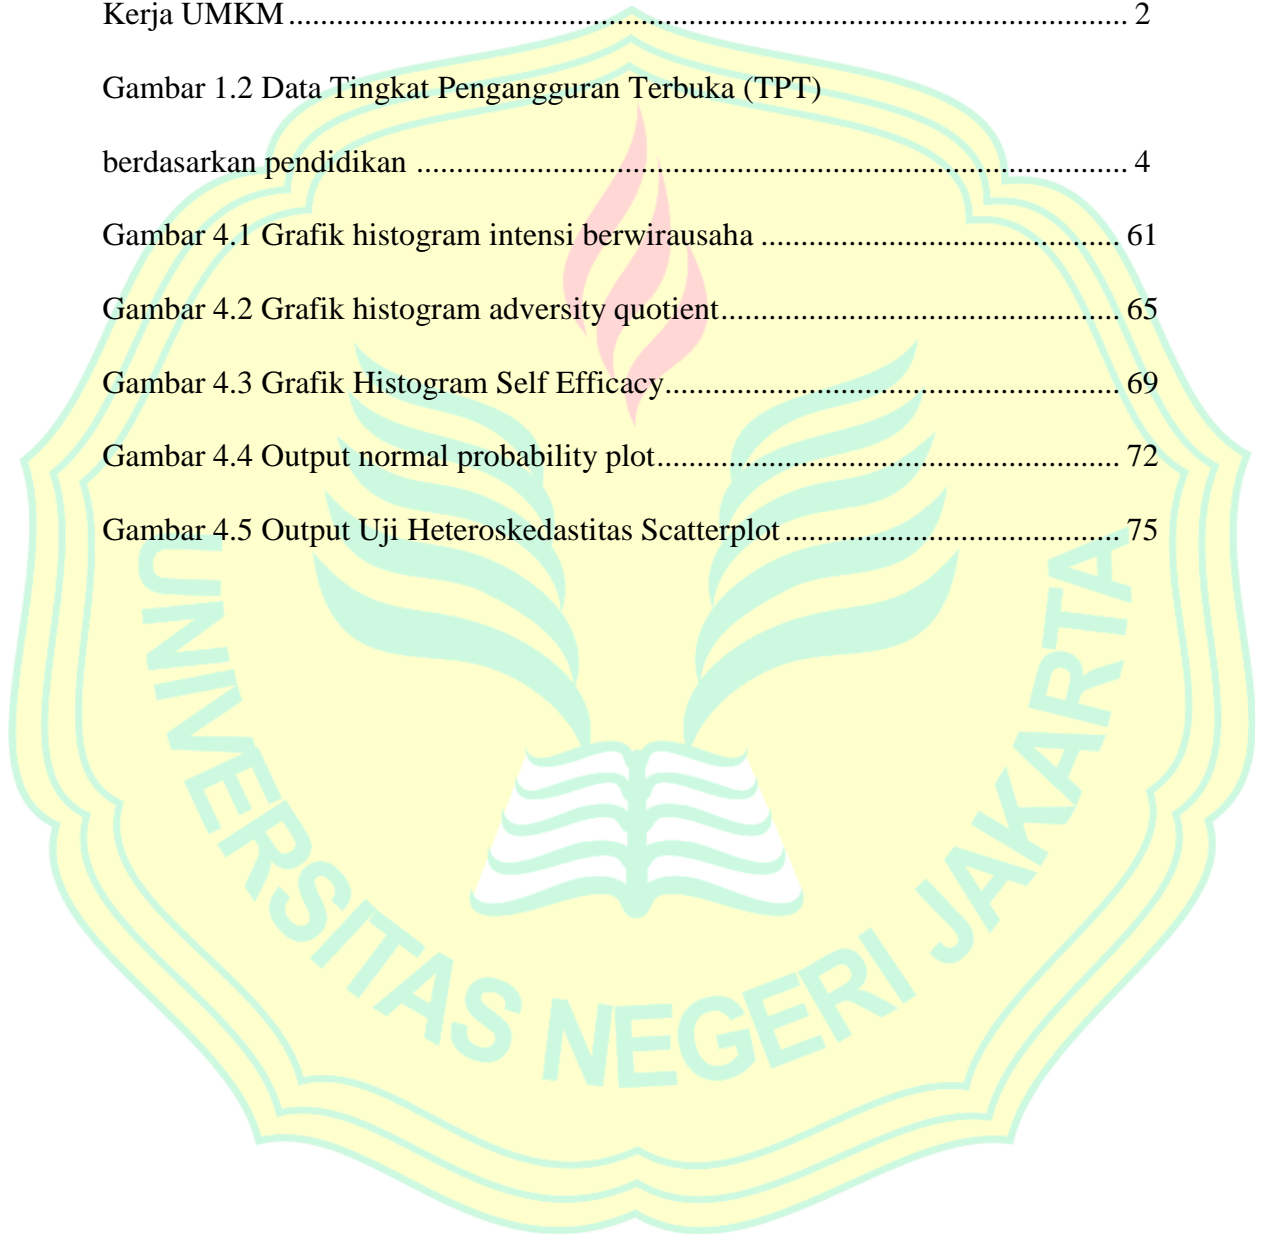 Kerja UMKM ........................................................................................................ 2
Gambar 1.2 Data Tingkat Pengangguran Terbuka (TPT)
berdasarkan pendidikan ........................................................................................ 4
Gambar 4.1 Grafik histogram intensi berwirausaha ............................................ 61
Gambar 4.2 Grafik histogram adversity quotient ................................................. 65
Gambar 4.3 Grafik Histogram Self Efficacy ........................................................ 69
Gambar 4.4 Output normal probability plot ......................................................... 72
Gambar 4.5 Output Uji Heteroskedastitas Scatterplot ......................................... 75
UNIVERSITAS NEGERI JAKARTA